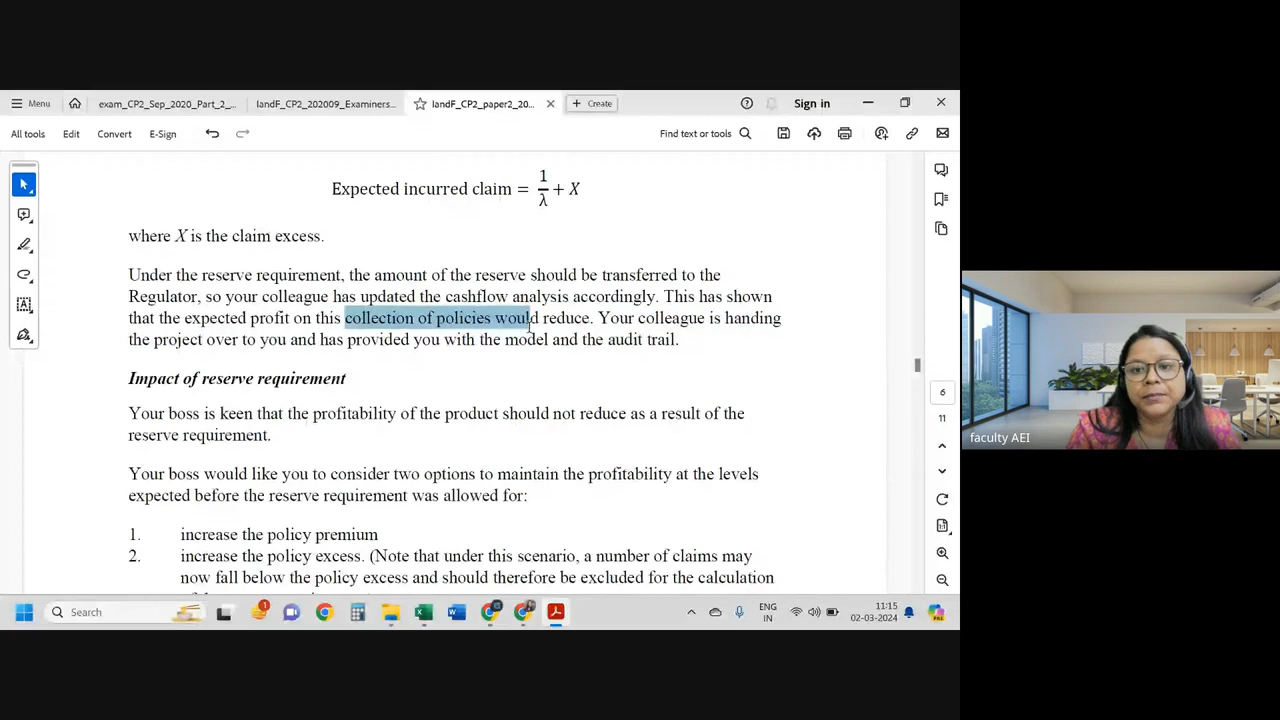 Menu
exam_CP2_Sep_2020_Part_2_...
IandF_CP2_202009_Examiners...
IandF_CP2_paper2_20...
Create
Sign in
All tools
Edit
Convert
E-Sign
Find text or tools
Expected incurred claim = 1/λ + X
where X is the claim excess.
Under the reserve requirement, the amount of the reserve should be transferred to the
Regulator, so your colleague has updated the cashflow analysis accordingly. This has shown
that the expected profit on this collection of policies would reduce. Your colleague is handing
the project over to you and has provided you with the model and the audit trail.
Impact of reserve requirement
Your boss is keen that the profitability of the product should not reduce as a result of the
reserve requirement.
Your boss would like you to consider two options to maintain the profitability at the levels
expected before the reserve requirement was allowed for:
1. increase the policy premium
2. increase the policy excess. (Note that under this scenario, a number of claims may
now fall below the policy excess and should therefore be excluded for the calculation
6
11
faculty AEI
Search
1
ENG
IN
11:15
02-03-2024